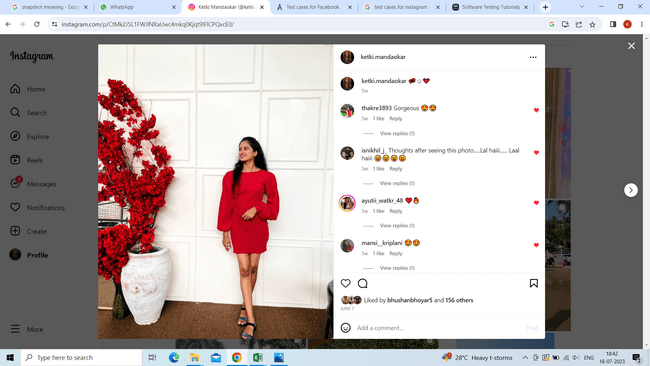 snapshot meaning - Goo
WhatsApp
Ketki Mandaokar (@ketki
Test cases for Facebook
test cases for instagram -
Software Testing Tutorials
instagram.com/p/
Instagram
ketki.mandaokar
Home
ketki.mandaokar
5w
Search
thakre3893 Gorgeous 😍😍
5w 1 like Reply
Explore
View replies (1)
Reels
isnikhil_j_ Thoughts after seeing this photo.....Lal haiii...... Laal
haiii
5w 1 like Reply
Messages
View replies (1)
Notifications
ayutii_watkr_48
5w 1 like Reply
Create
View replies (1)
Profile
mansi__kriplani 😍😍
5w 1 like Reply
View replies (1)
Liked by bhushanbhoyar5 and 156 others
JUNE 7
More
Add a comment...
Post
Type here to search
28°C Heavy t-storms
ENG
18:42
18-07-2023